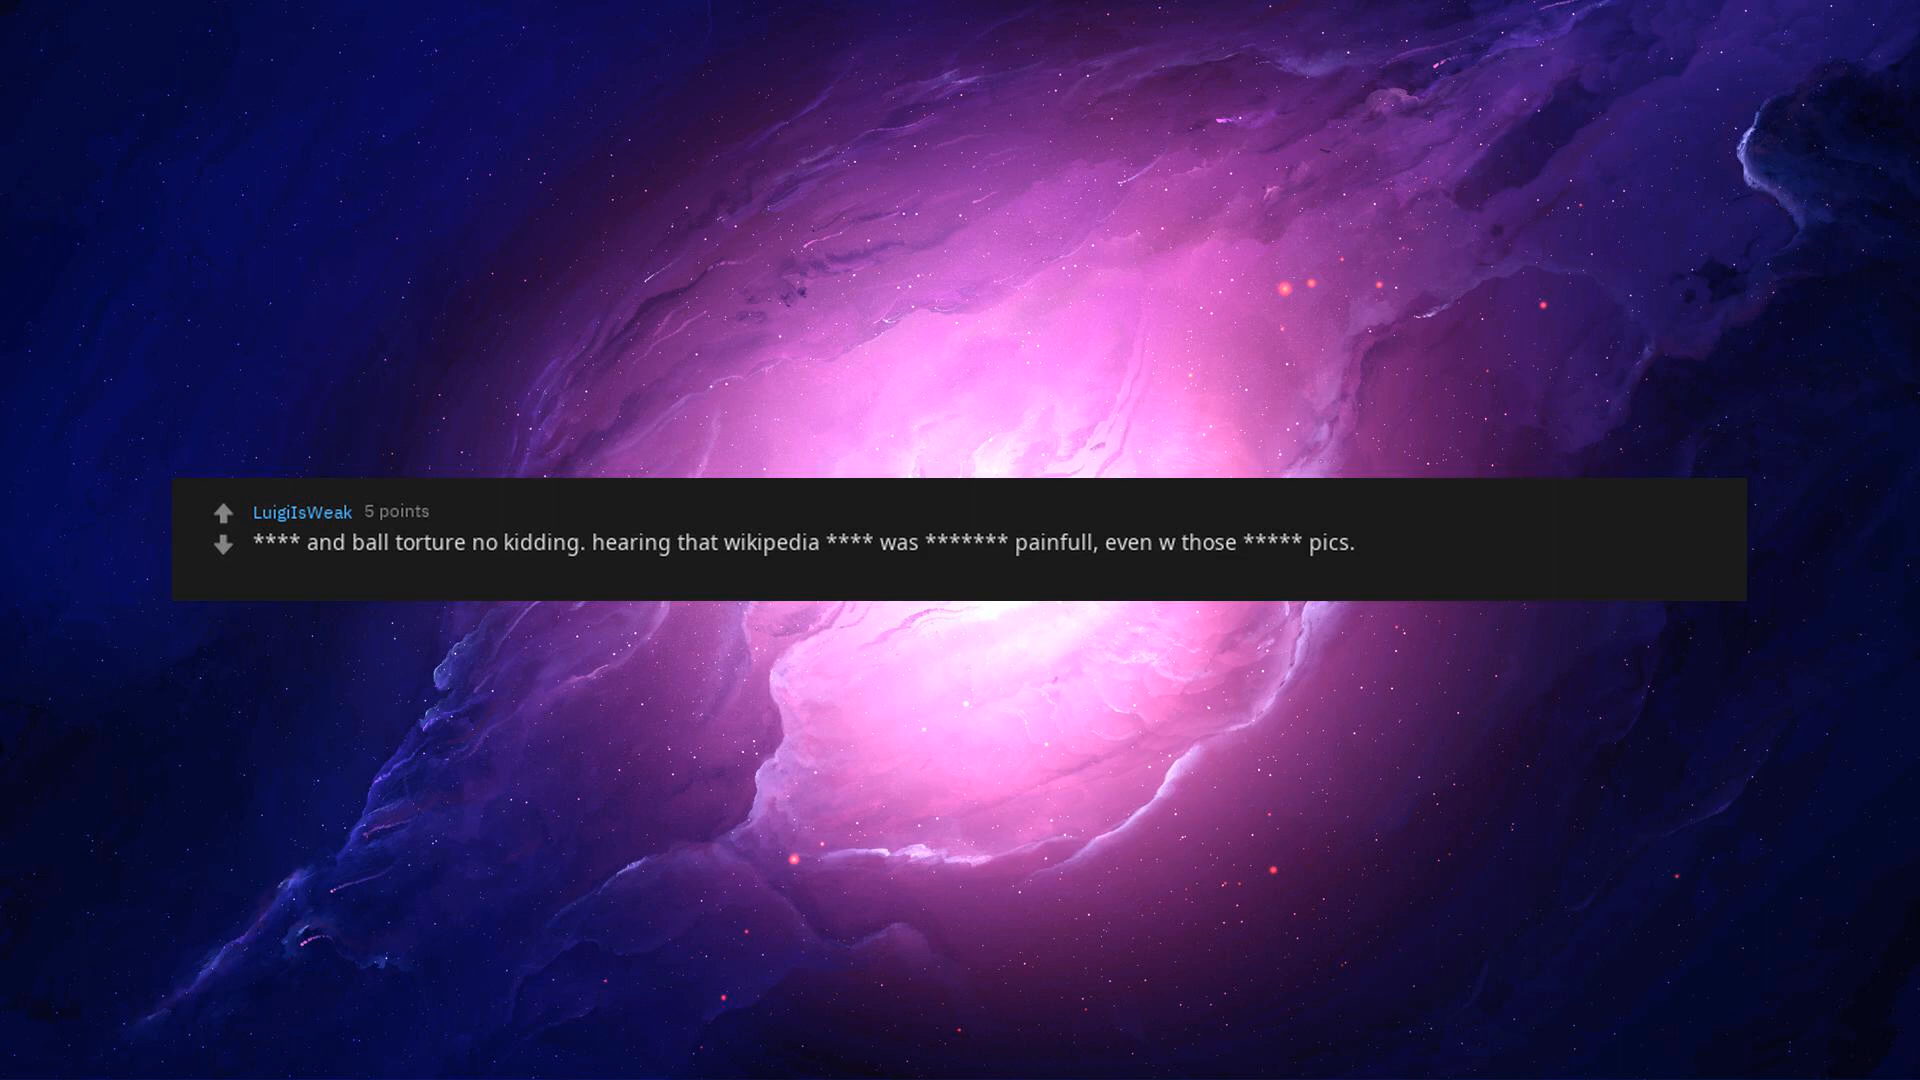 LuigiIsWeak 5 points
**** and ball torture no kidding. hearing that wikipedia **** was ******* painfull, even w those ***** pics.